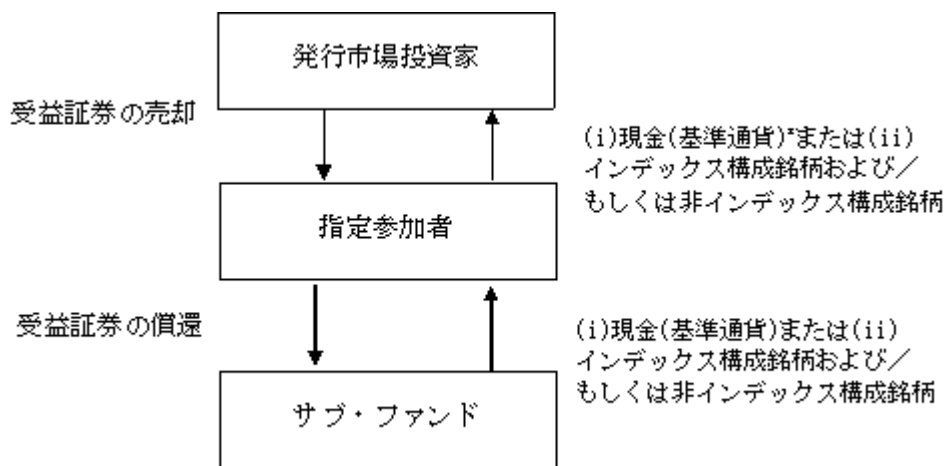 発行市場投資家
受益証券の売却
(i)現金(基準通貨)*または(ii)
インデックス構成銘柄および／
もしくは非インデックス構成銘柄
指定参加者
受益証券の償還
(i)現金(基準通貨)または(ii)
インデックス構成銘柄および／
もしくは非インデックス構成銘柄
サブ・ファンド